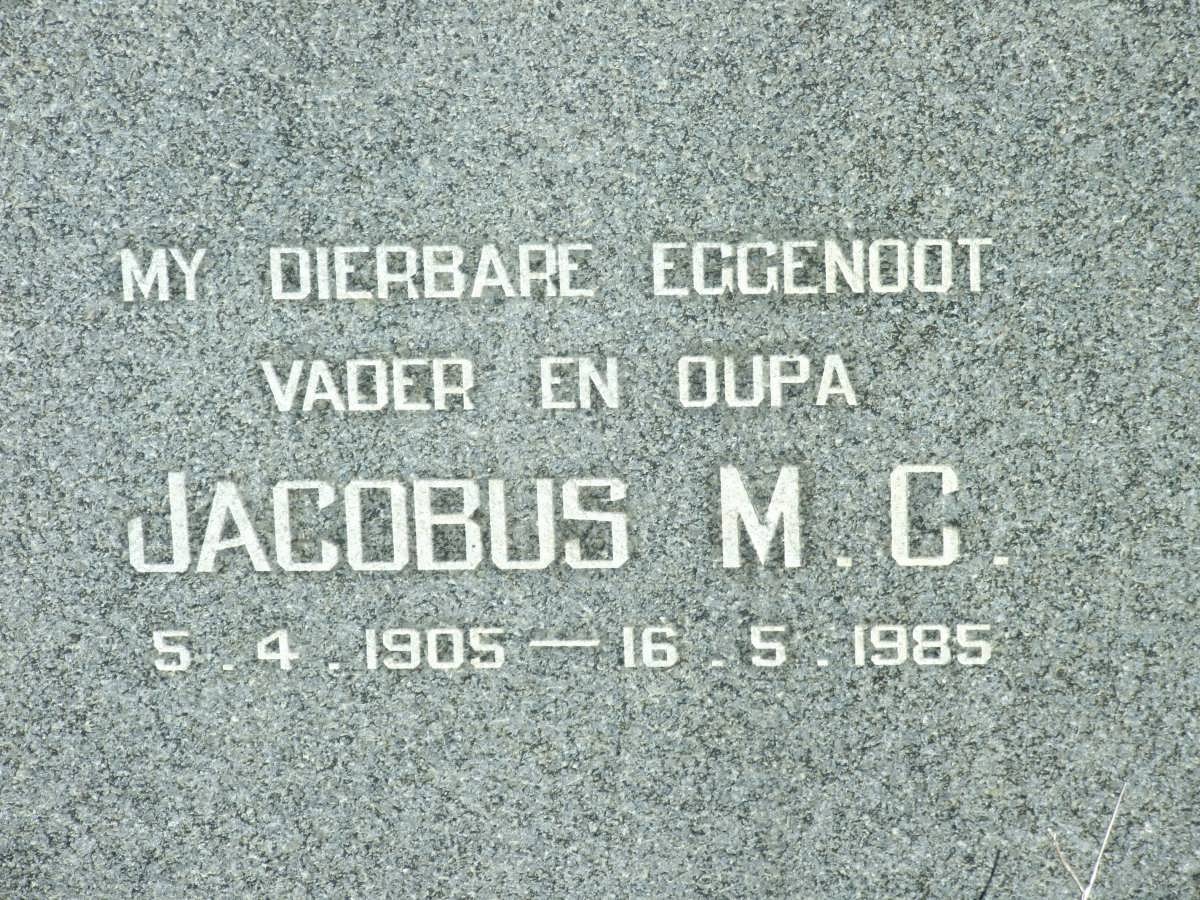 MY DIERBARE EGGENOOT
VADER EN OUPA
JACOBUS M. C.
5.4.1905—16.5.1985